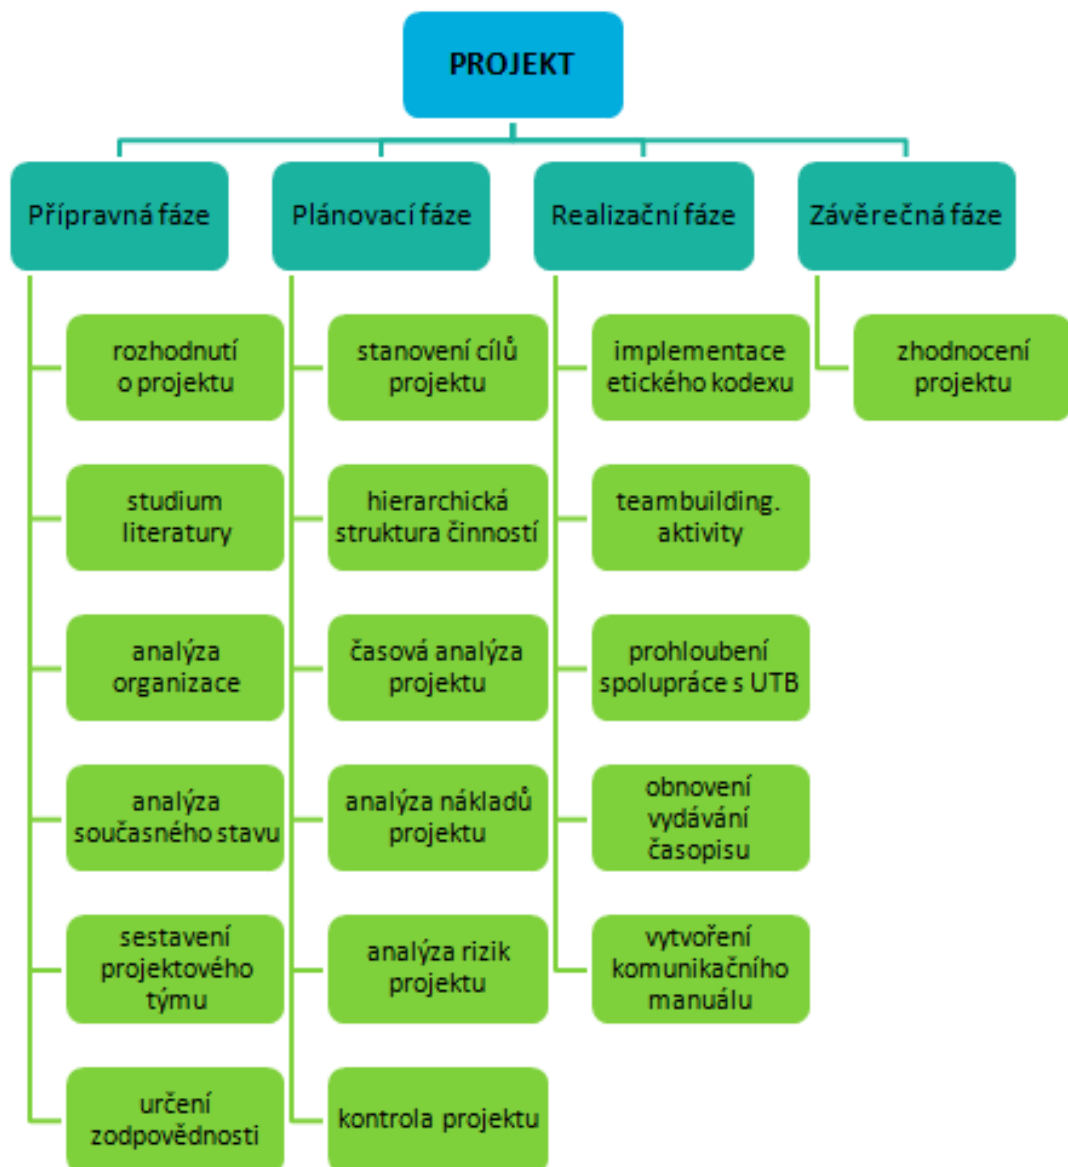 PROJEKT
Přípravná fáze
Plánovací fáze
Realizační fáze
Závěrečná fáze
rozhodnutí
o projektu
studium
literatury
analýza
organizace
analýza
současného stavu
sestavení
projektového
týmu
určení
zodpovědnosti
stanovení cílů
projektu
hierarchická
struktura činností
časová analýza
projektu
analýza nákladů
projektu
analýza rizik
projektu
kontrola projektu
implementace
etického kodexu
teambuilding.
aktivity
prohloubení
spolupráce s UTB
obnovení
vydávání
časopisu
vytvoření
komunikačního
manuálu
zhodnocení
projektu